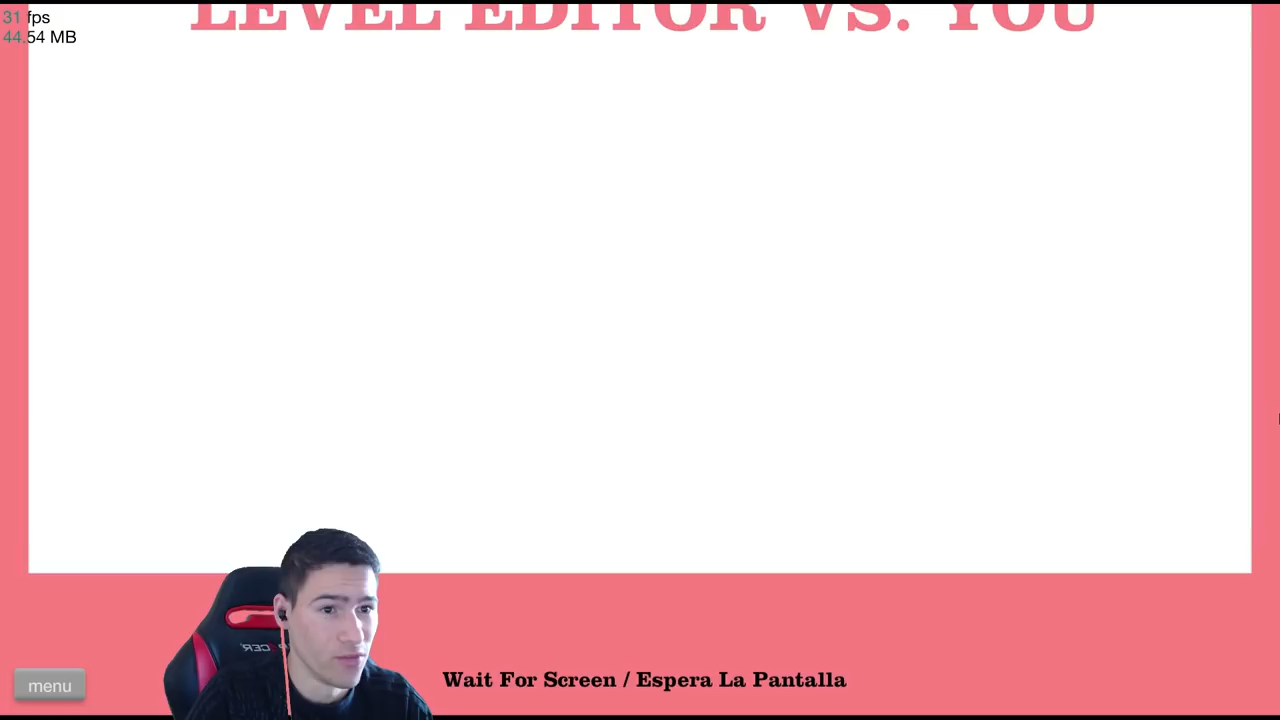 31 fps
44.54 MB
LEVEL EDITOR VS. YOU
menu
Wait For Screen / Espera La Pantalla